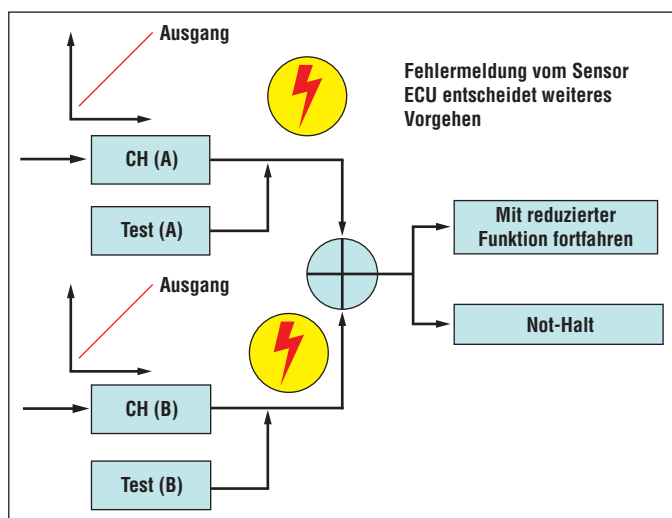 Ausgang
Fehlermeldung vom Sensor
ECU entscheidet weiteres
Vorgehen
CH (A)
Test (A)
Mit reduzierter
Funktion fortfahren
Ausgang
Not-Halt
CH (B)
Test (B)